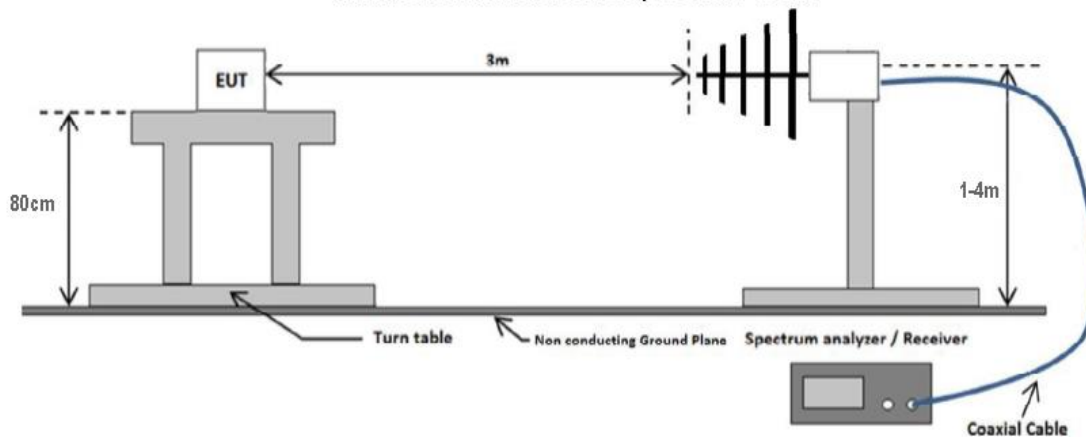 3m
EUT
80cm
1-4m
Turn table
Non conducting Ground Plane
Spectrum analyzer / Receiver
Coaxial Cable